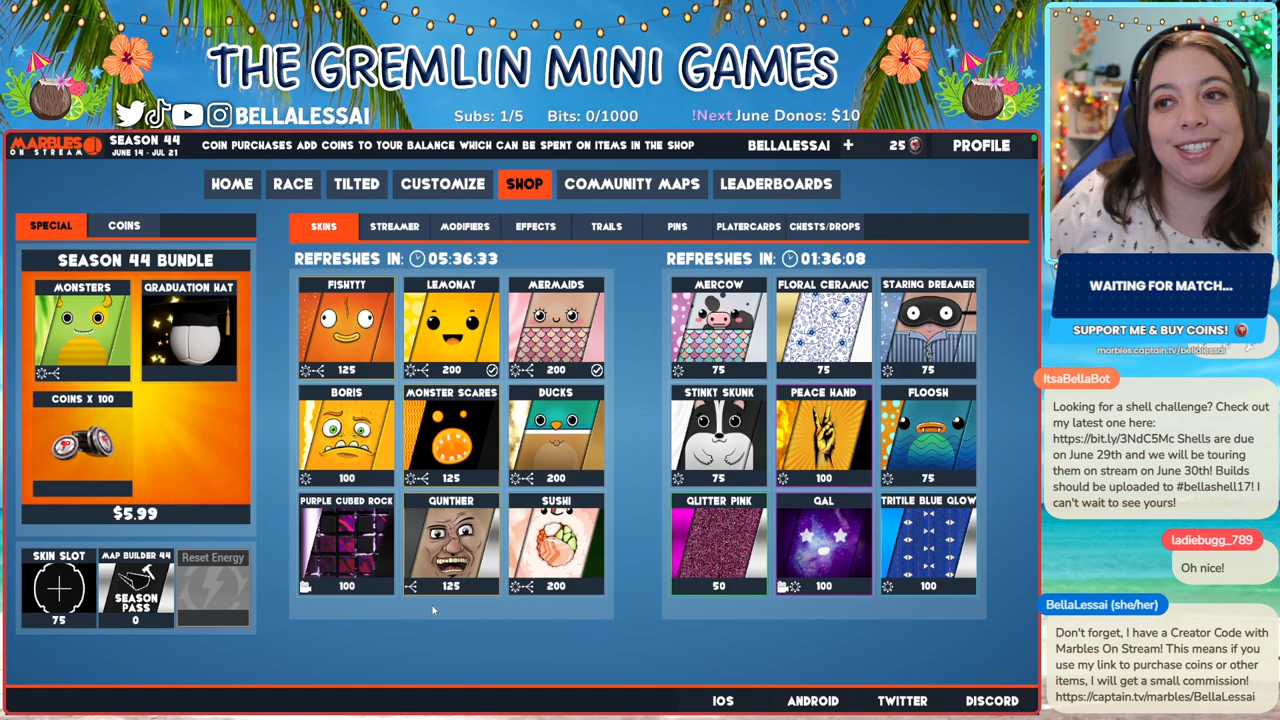 THE GREMLIN MINI GAMES
BELLALESSAI
Subs: 1/5
Bits: 0/1000
!Next June Donos: $10
MARBLES
ON STREAM
SEASON 44
JUNE 14 - JUL 21
COIN PURCHASES ADD COINS TO YOUR BALANCE WHICH CAN BE SPENT ON ITEMS IN THE SHOP
BELLALESSAI +
25
PROFILE
HOME
RACE
TILTED
CUSTOMIZE
SHOP
COMMUNITY MAPS
LEADERBOARDS
SPECIAL
COINS
SEASON 44 BUNDLE
MONSTERS
GRADUATION HAT
COINS X 100
$5.99
SKIN SLOT
75
MAP BUILDER 44
SEASON
PASS
0
Reset Energy
SKINS
STREAMER
MODIFIERS
EFFECTS
TRAILS
PINS
PLAYERCARDS
CHESTS/DROPS
REFRESHES IN: 05:36:33
FISHYYY
125
LEMONAY
200
MERMAIDS
200
BORIS
100
MONSTER SCARES
125
DUCKS
200
PURPLE CUBED ROCK
100
GUNTHER
125
SUSHI
200
REFRESHES IN: 01:36:08
MERCOW
75
FLORAL CERAMIC
75
STARING DREAMER
75
STINKY SKUNK
75
PEACE HAND
100
FLOOSH
75
GLITTER PINK
50
GAL
100
TRITILE BLUE GLOW
100
IOS
ANDROID
TWITTER
DISCORD
WAITING FOR MATCH...
SUPPORT ME & BUY COINS!
marbles.captain.tv/bellalessai
ItsaBellaBot
Looking for a shell challenge? Check out
my latest one here:
https://bit.ly/3NdC5Mc Shells are due
on June 29th and we will be touring
them on stream on June 30th! Builds
should be uploaded to #bellashell17! I
can't wait to see yours!
ladiebugg_789
Oh nice!
BellaLessai (she/her)
Don't forget, I have a Creator Code with
Marbles On Stream! This means if you
use my link to purchase coins or other
items, I will get a small commission!
https://captain.tv/marbles/BellaLessai